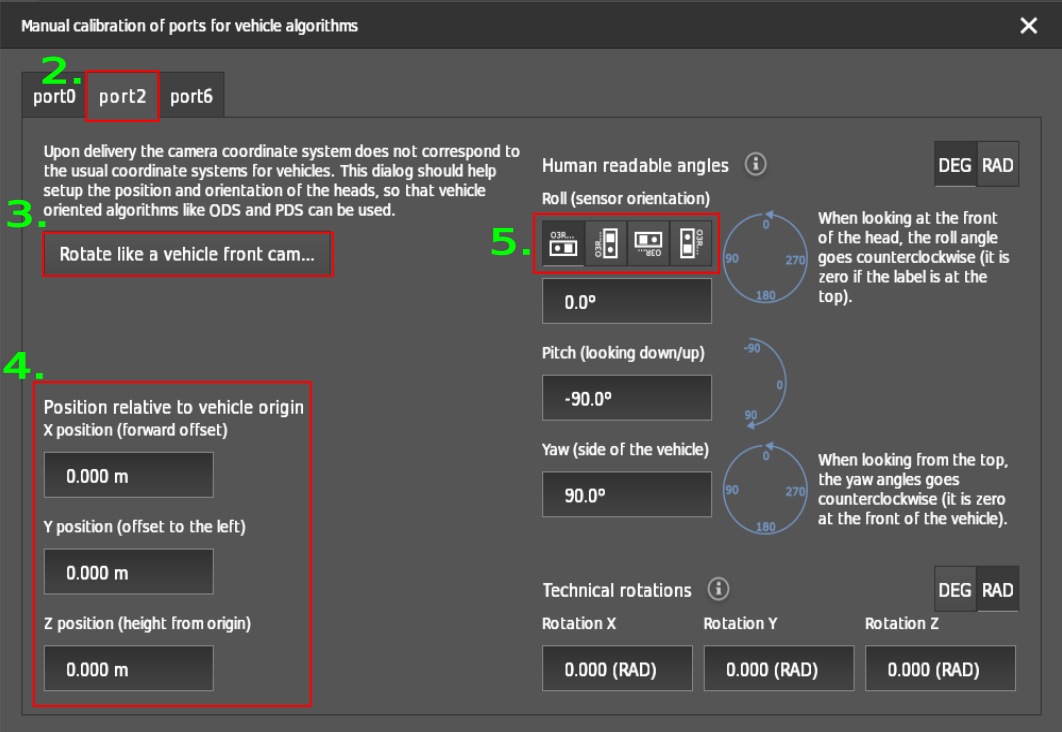 Manual calibration of ports for vehicle algorithms
2.
port0 port2 port6
Upon delivery the camera coordinate system does not correspond to
the usual coordinate systems for vehicles. This dialog should help
setup the position and orientation of the heads, so that vehicle
oriented algorithms like ODS and PDS can be used.
3.
Rotate like a vehicle front cam...
4.
Position relative to vehicle origin
X position (forward offset)
0.000 m
Y position (offset to the left)
0.000 m
Z position (height from origin)
0.000 m
Human readable angles
DEG RAD
Roll (sensor orientation)
5.
O3R... O3R... O3R... O3R...
0.0º
0
90 270
180
When looking at the front
of the head, the roll angle
goes counterclockwise (it is
zero if the label is at the
top).
Pitch (looking down/up)
-90.0º
-90
0
90
Yaw (side of the vehicle)
90.0º
0
90 270
180
When looking from the top,
the yaw angles goes
counterclockwise (it is zero
at the front of the vehicle).
Technical rotations
DEG RAD
Rotation X Rotation Y Rotation Z
0.000 (RAD) 0.000 (RAD) 0.000 (RAD)